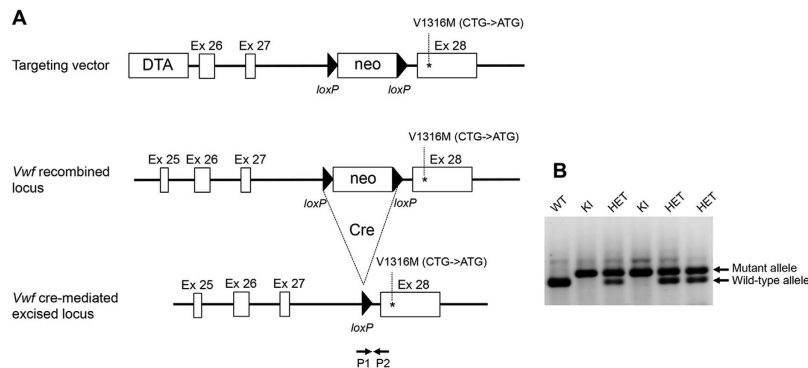 A
V1316M (CTG->ATG)
Ex 26 Ex 27 Ex 28
Targeting vector DTA neo *
loxP loxP
V1316M (CTG->ATG)
Ex 25 Ex 26 Ex 27 Ex 28
Vwf recombined
locus
neo *
loxP loxP
Cre
V1316M (CTG->ATG)
Ex 25 Ex 26 Ex 27 Ex 28
Vwf cre-mediated
excised locus
*
loxP
P1 P2
B
WT KI HET KI HET HET
Mutant allele
Wild-type allele